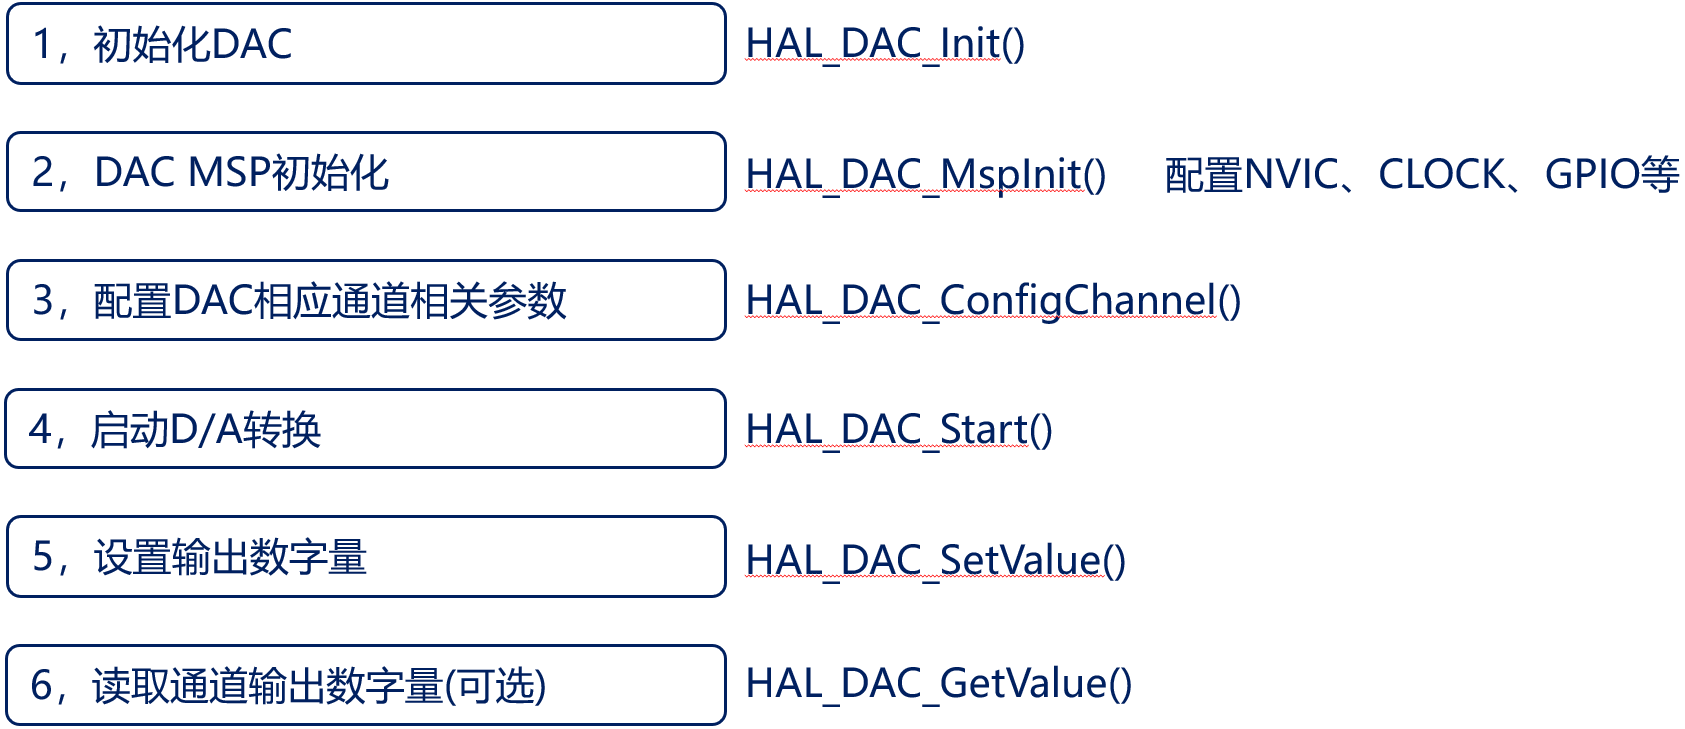 1，初始化DAC HAL_DAC_Init()
2，DAC MSP初始化 HAL_DAC_MspInit() 配置NVIC、CLOCK、GPIO等
3，配置DAC相应通道相关参数 HAL_DAC_ConfigChannel()
4，启动D/A转换 HAL_DAC_Start()
5，设置输出数字量 HAL_DAC_SetValue()
6，读取通道输出数字量(可选) HAL_DAC_GetValue()